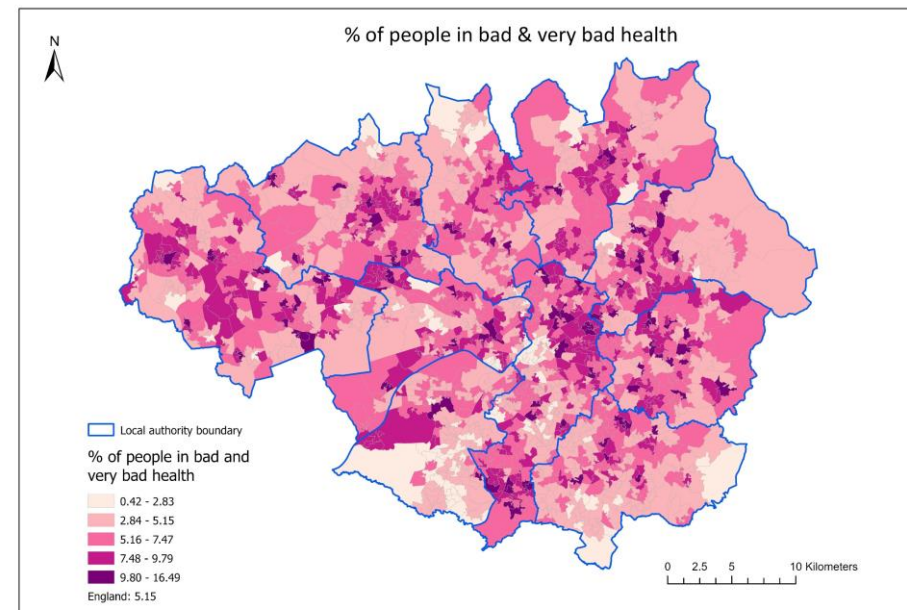 % of people in bad & very bad health
N
Local authority boundary
% of people in bad and
very bad health
0.42 - 2.83
2.84 - 5.15
5.16 - 7.47
7.48 - 9.79
9.80 - 16.49
England: 5.15
0 2.5 5 10 Kilometers